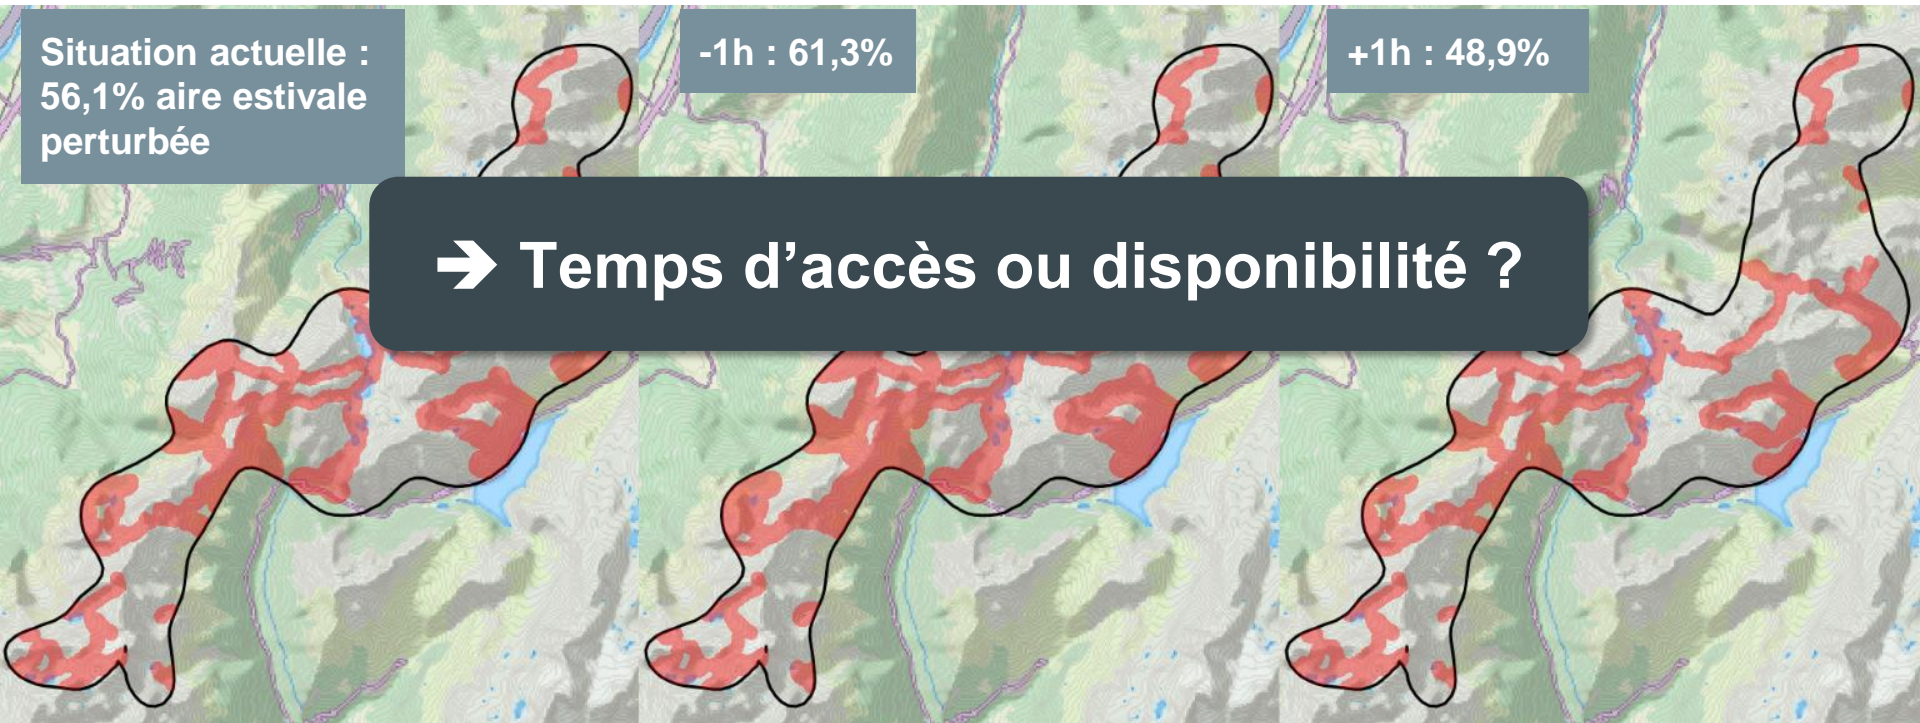 Situation actuelle :
56,1% aire estivale
perturbée
-1h : 61,3%
+1h : 48,9%
➔ Temps d’accès ou disponibilité ?